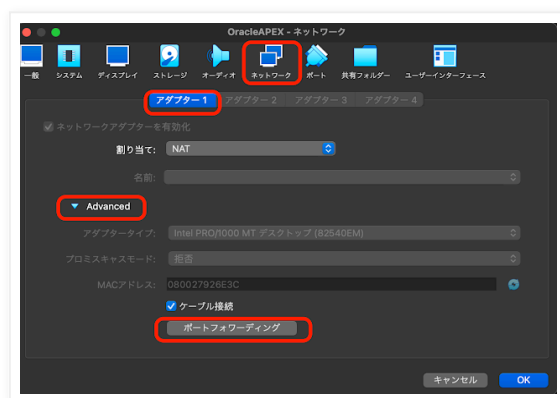 OracleAPEX - ネットワーク
一般 システム ディスプレイ ストレージ オーディオ ネットワーク ポート 共有フォルダー ユーザーインターフェース
アダプター 1 アダプター 2 アダプター 3 アダプター 4
ネットワークアダプターを有効化
割り当て: NAT
名前:
Advanced
アダプタータイプ: Intel PRO/1000 MT デスクトップ (82540EM)
プロミスキャスモード: 拒否
MACアドレス: 080027926E3C
ケーブル接続
ポートフォワーディング
キャンセル OK